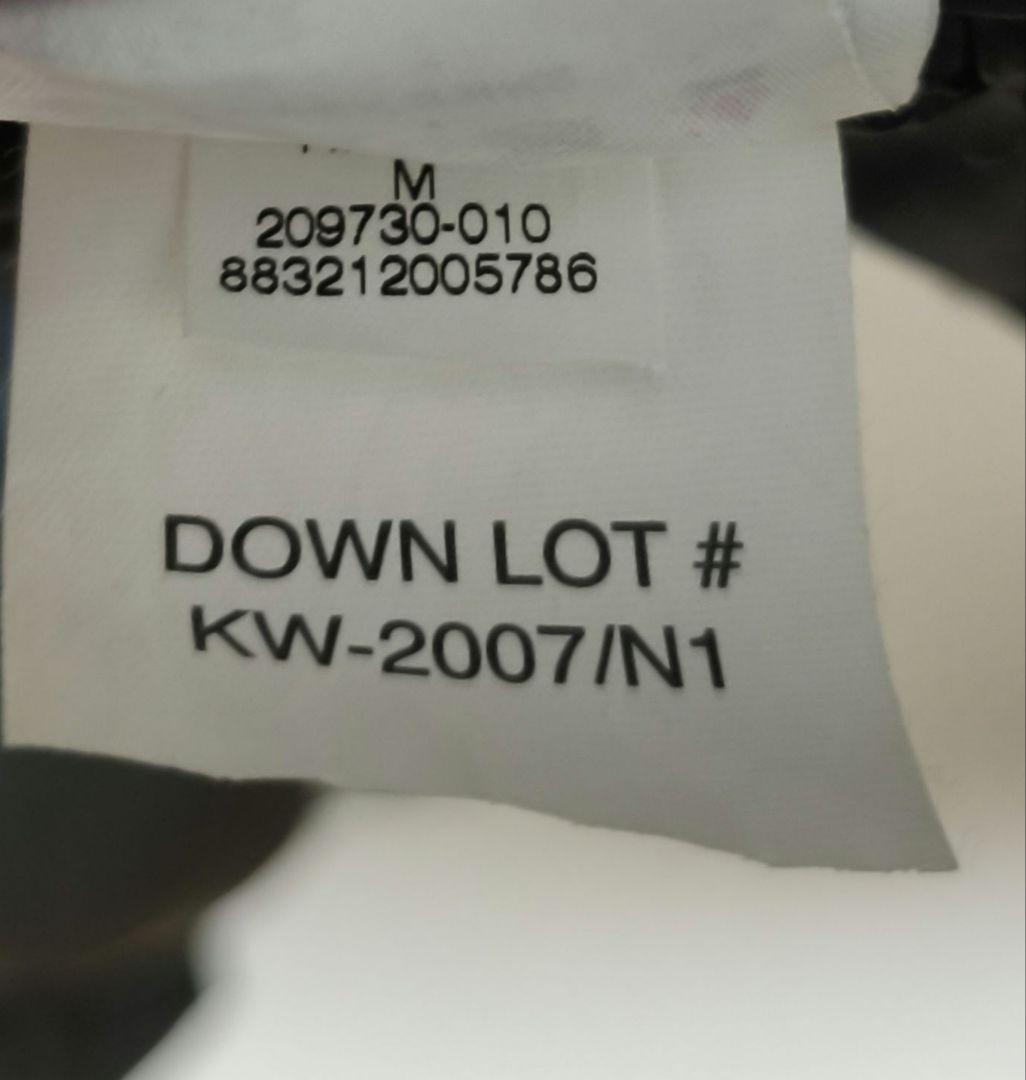 M
209730-010
883212005786
DOWN LOT #
KW-2007/N1